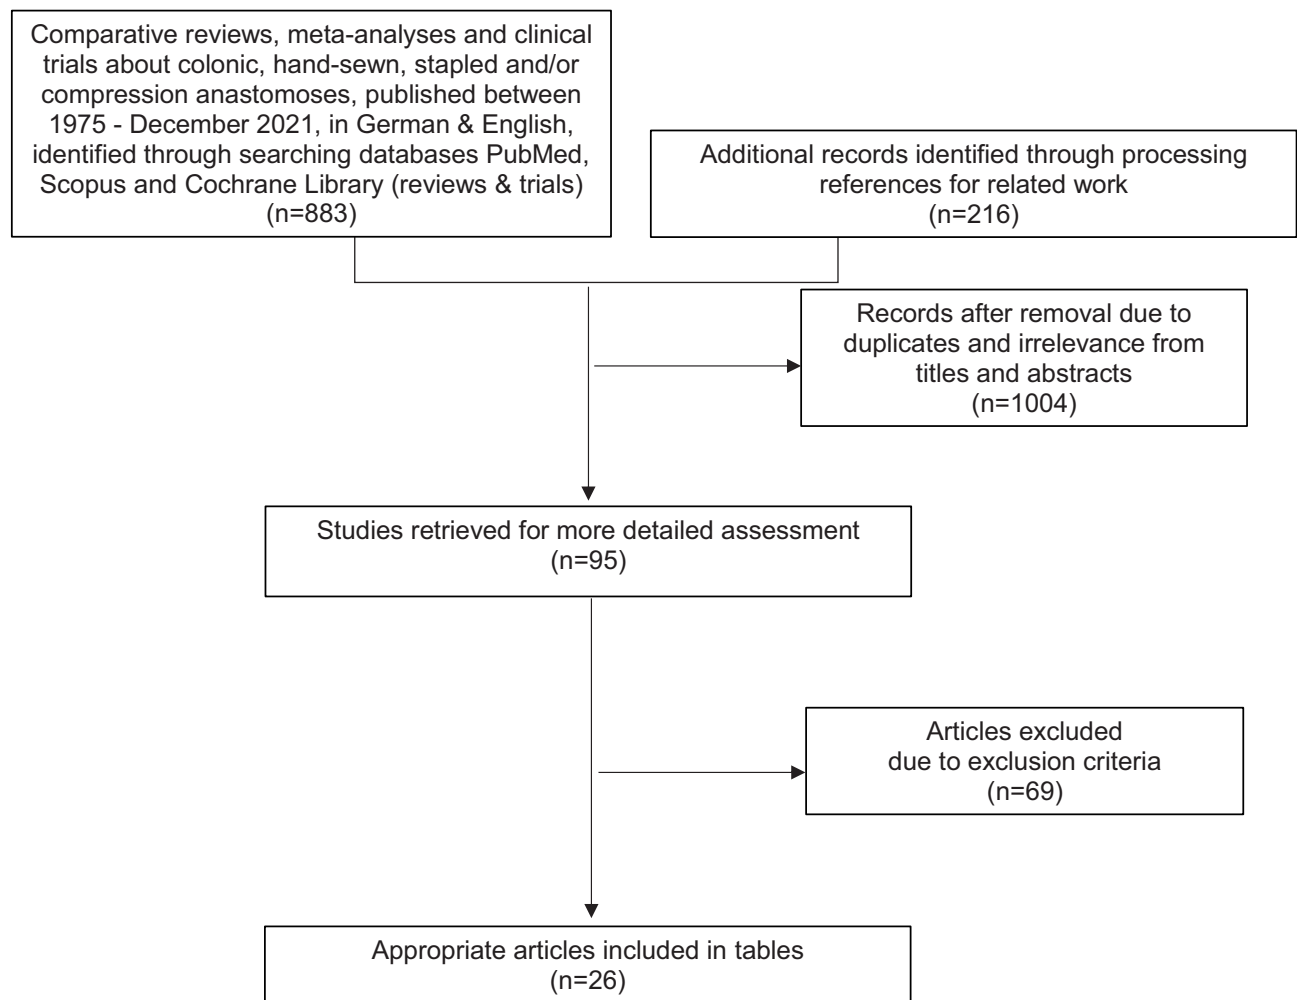 Comparative reviews, meta-analyses and clinical
trials about colonic, hand-sewn, stapled and/or
compression anastomoses, published between
1975 - December 2021, in German & English,
identified through searching databases PubMed,
Scopus and Cochrane Library (reviews & trials)
(n=883)
Additional records identified through processing
references for related work
(n=216)
Records after removal due to
duplicates and irrelevance from
titles and abstracts
(n=1004)
Studies retrieved for more detailed assessment
(n=95)
Articles excluded
due to exclusion criteria
(n=69)
Appropriate articles included in tables
(n=26)